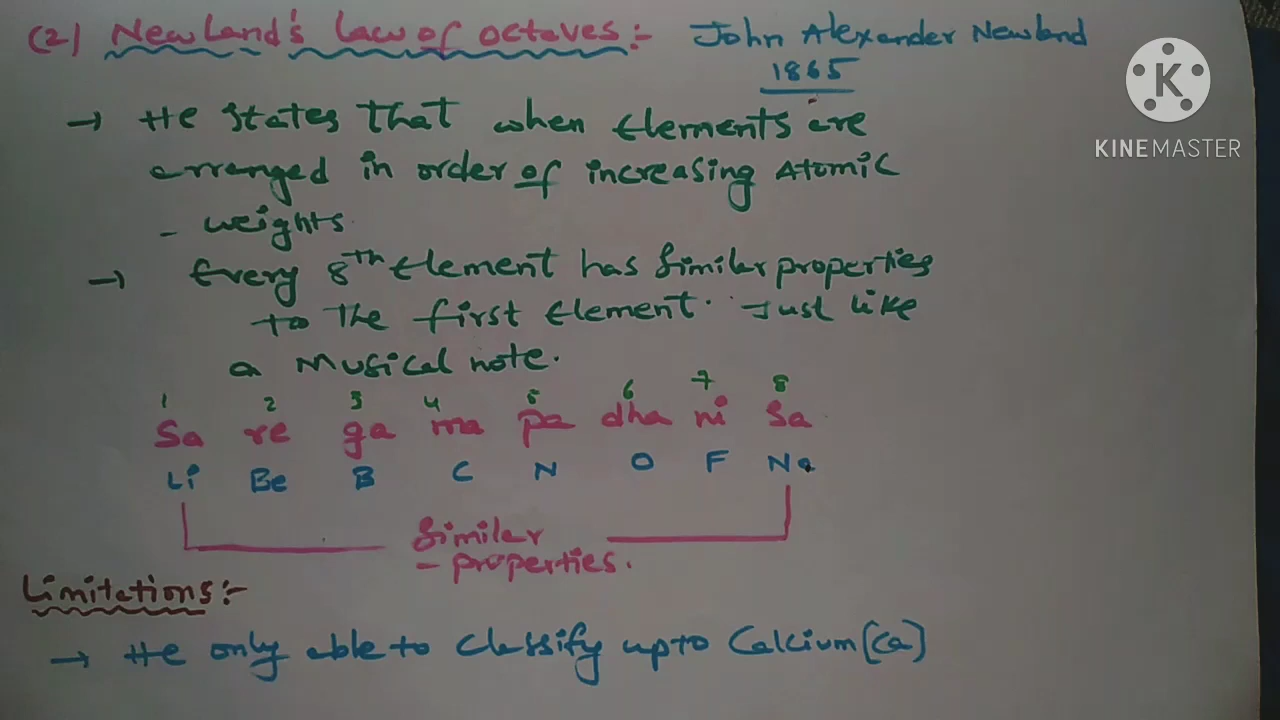 (2) Newland's law of octaves :- John Alexander Newland
1865
K
KINEMASTER
→ He states that when Elements are
arranged in order of increasing Atomic
- weights.
→ Every 8th Element has similar properties
to the first Element. Just like
a Musical note.
1 2 3 4 5 6 7 8
Sa re ga ma pa dha ni Sa
Li Be B C N O F Na
Similar
- properties.
Limitations :-
→ He only able to classify upto Calcium (Ca)